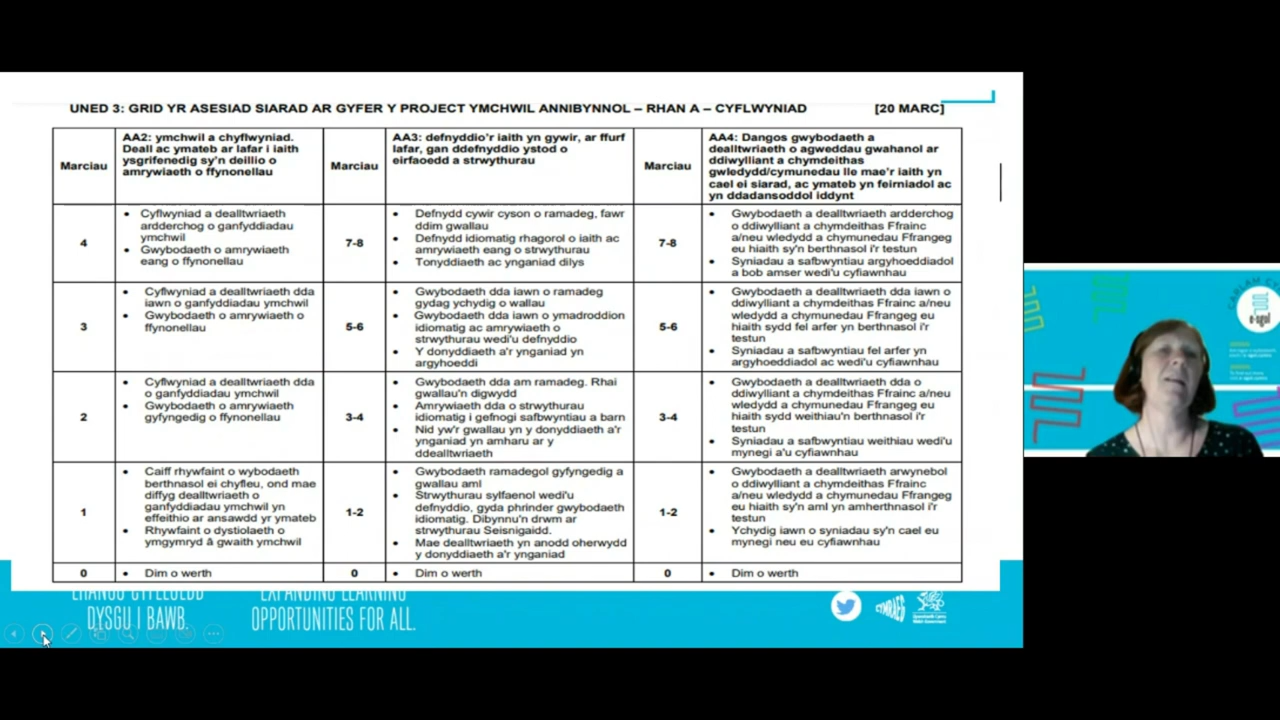 UNED 3: GRID YR ASESIAD SIARAD AR GYFER Y PROJECT YMCHWIL ANNIBYNNOL – RHAN A – CYFLWYNIAD [20 MARC]
Marciau
AA2: ymchwil a chyflwyniad.
Deall ac ymateb ar lafar i iaith
ysgrifenedig sy'n deillio o
amrywiaeth o ffynonellau
Marciau
AA3: defnyddio'r iaith yn gywir, ar ffurf
lafar, gan ddefnyddio ystod o
eirfaoedd a strwythurau
Marciau
AA4: Dangos gwybodaeth a
dealltwriaeth o agweddau gwahanol ar
ddiwylliant a chymdeithas
gwledydd/cymunedau lle mae'r iaith yn
cael ei siarad, ac ymateb yn feirniadol ac
yn ddadansoddol iddynt
4
• Cyflwyniad a dealltwriaeth
ardderchog o ganfyddiadau
ymchwil
• Gwybodaeth o amrywiaeth
eang o ffynonellau
7-8
• Defnydd cywir cyson o ramadeg, fawr
ddim gwallau
• Defnydd idiomatig rhagorol o iaith ac
amrywiaeth eang o strwythurau
• Tonyddiaeth ac ynganiad dilys
7-8
• Gwybodaeth a dealltwriaeth ardderchog
o ddiwylliant a chymdeithas Ffrainc
a/neu wledydd a chymunedau Ffrangeg
eu hiaith sy'n berthnasol i'r testun
• Syniadau a safbwyntiau argyhoeddiadol
a bob amser wedi'u cyfiawnhau
3
• Cyflwyniad a dealltwriaeth dda
iawn o ganfyddiadau ymchwil
• Gwybodaeth o amrywiaeth o
ffynonellau
5-6
• Gwybodaeth dda iawn o ramadeg
gydag ychydig o wallau
• Gwybodaeth dda iawn o ymadroddion
idiomatig ac amrywiaeth o
strwythurau wedi'u defnyddio
• Y donyddiaeth a'r ynganiad yn
argyhoeddi
5-6
• Gwybodaeth a dealltwriaeth dda iawn o
ddiwylliant a chymdeithas Ffrainc a/neu
wledydd a chymunedau Ffrangeg eu
hiaith sydd fel arfer yn berthnasol i'r
testun
• Syniadau a safbwyntiau fel arfer yn
argyhoeddiadol ac wedi'u cyfiawnhau
2
• Cyflwyniad a dealltwriaeth dda
o ganfyddiadau ymchwil
• Gwybodaeth o amrywiaeth
gyfyngedig o ffynonellau
3-4
• Gwybodaeth dda am ramadeg. Rhai
gwallau'n digwydd
• Amrywiaeth dda o strwythurau
idiomatig i gefnogi safbwyntiau a barn
• Nid yw'r gwallau yn y donyddiaeth a'r
ynganiad yn amharu ar y
ddealltwriaeth
3-4
• Gwybodaeth a dealltwriaeth dda o
ddiwylliant a chymdeithas Ffrainc a/neu
wledydd a chymunedau Ffrangeg eu
hiaith sydd weithiau'n berthnasol i'r
testun
• Syniadau a safbwyntiau weithiau wedi'u
mynegi a'u cyfiawnhau
1
• Caiff rhywfaint o wybodaeth
berthnasol ei chyfleu, ond mae
diffyg dealltwriaeth o
ganfyddiadau ymchwil yn
effeithio ar ansawdd yr ymateb
• Rhywfaint o dystiolaeth o
ymgymryd â gwaith ymchwil
1-2
• Gwybodaeth ramadegol gyfyngedig a
gwallau aml
• Strwythurau sylfaenol wedi'u
defnyddio, gyda phrinder gwybodaeth
idiomatig. Dibynnu'n drwm ar
strwythurau Seisnigaidd.
• Mae dealltwriaeth yn anodd oherwydd
y donyddiaeth a'r ynganiad
1-2
• Gwybodaeth a dealltwriaeth arwynebol
o ddiwylliant a chymdeithas Ffrainc
a/neu wledydd a chymunedau Ffrangeg
eu hiaith sy'n aml yn amherthnasol i'r
testun
• Ychydig iawn o syniadau sy'n cael eu
mynegi neu eu cyfiawnhau
0
• Dim o werth
0
• Dim o werth
0
• Dim o werth
EHANGU CYFLEOEDD
DYSGU I BAWB.
EXPANDING LEARNING
OPPORTUNITIES FOR ALL.
CYMRAEG
e-sgol